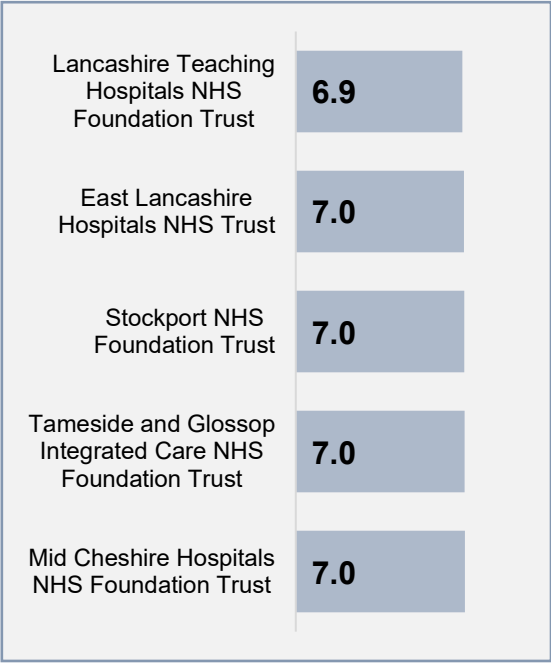 Lancashire Teaching
Hospitals NHS
Foundation Trust
6.9
East Lancashire
Hospitals NHS Trust
7.0
Stockport NHS
Foundation Trust
7.0
Tameside and Glossop
Integrated Care NHS
Foundation Trust
7.0
Mid Cheshire Hospitals
NHS Foundation Trust
7.0